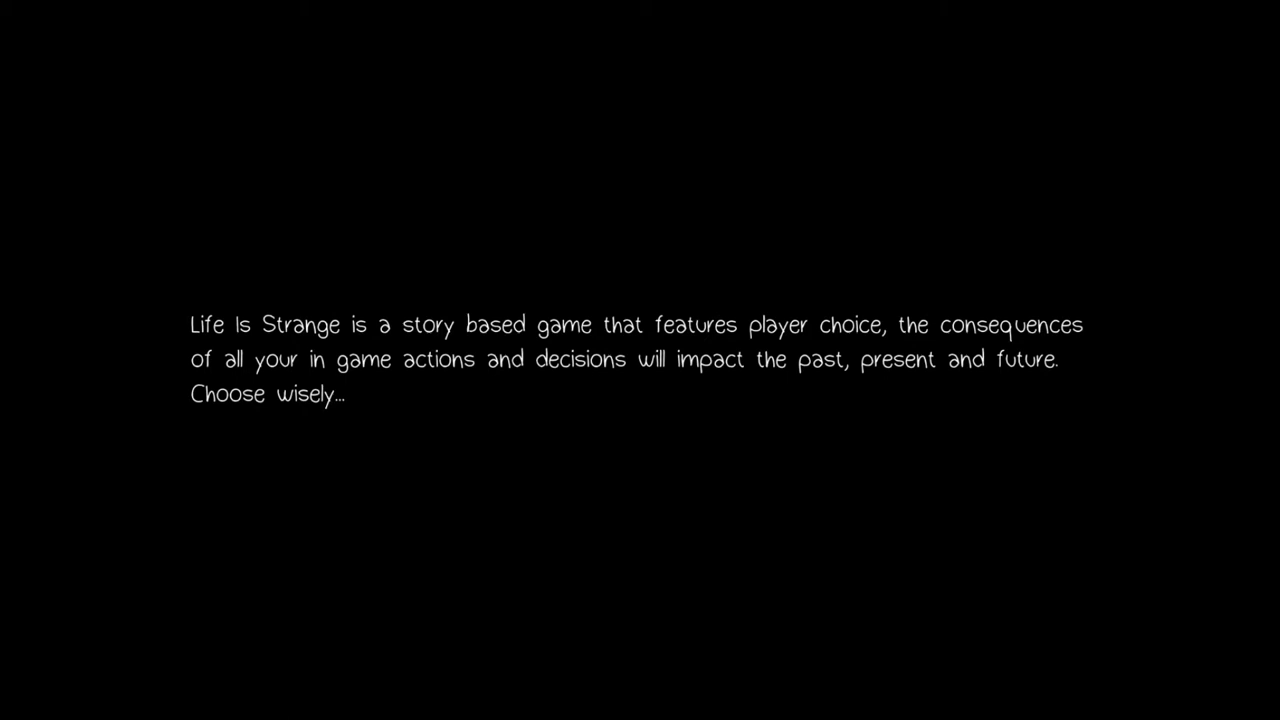 Life Is Strange is a story based game that features player choice, the consequences
of all your in game actions and decisions will impact the past, present and future.
Choose wisely...